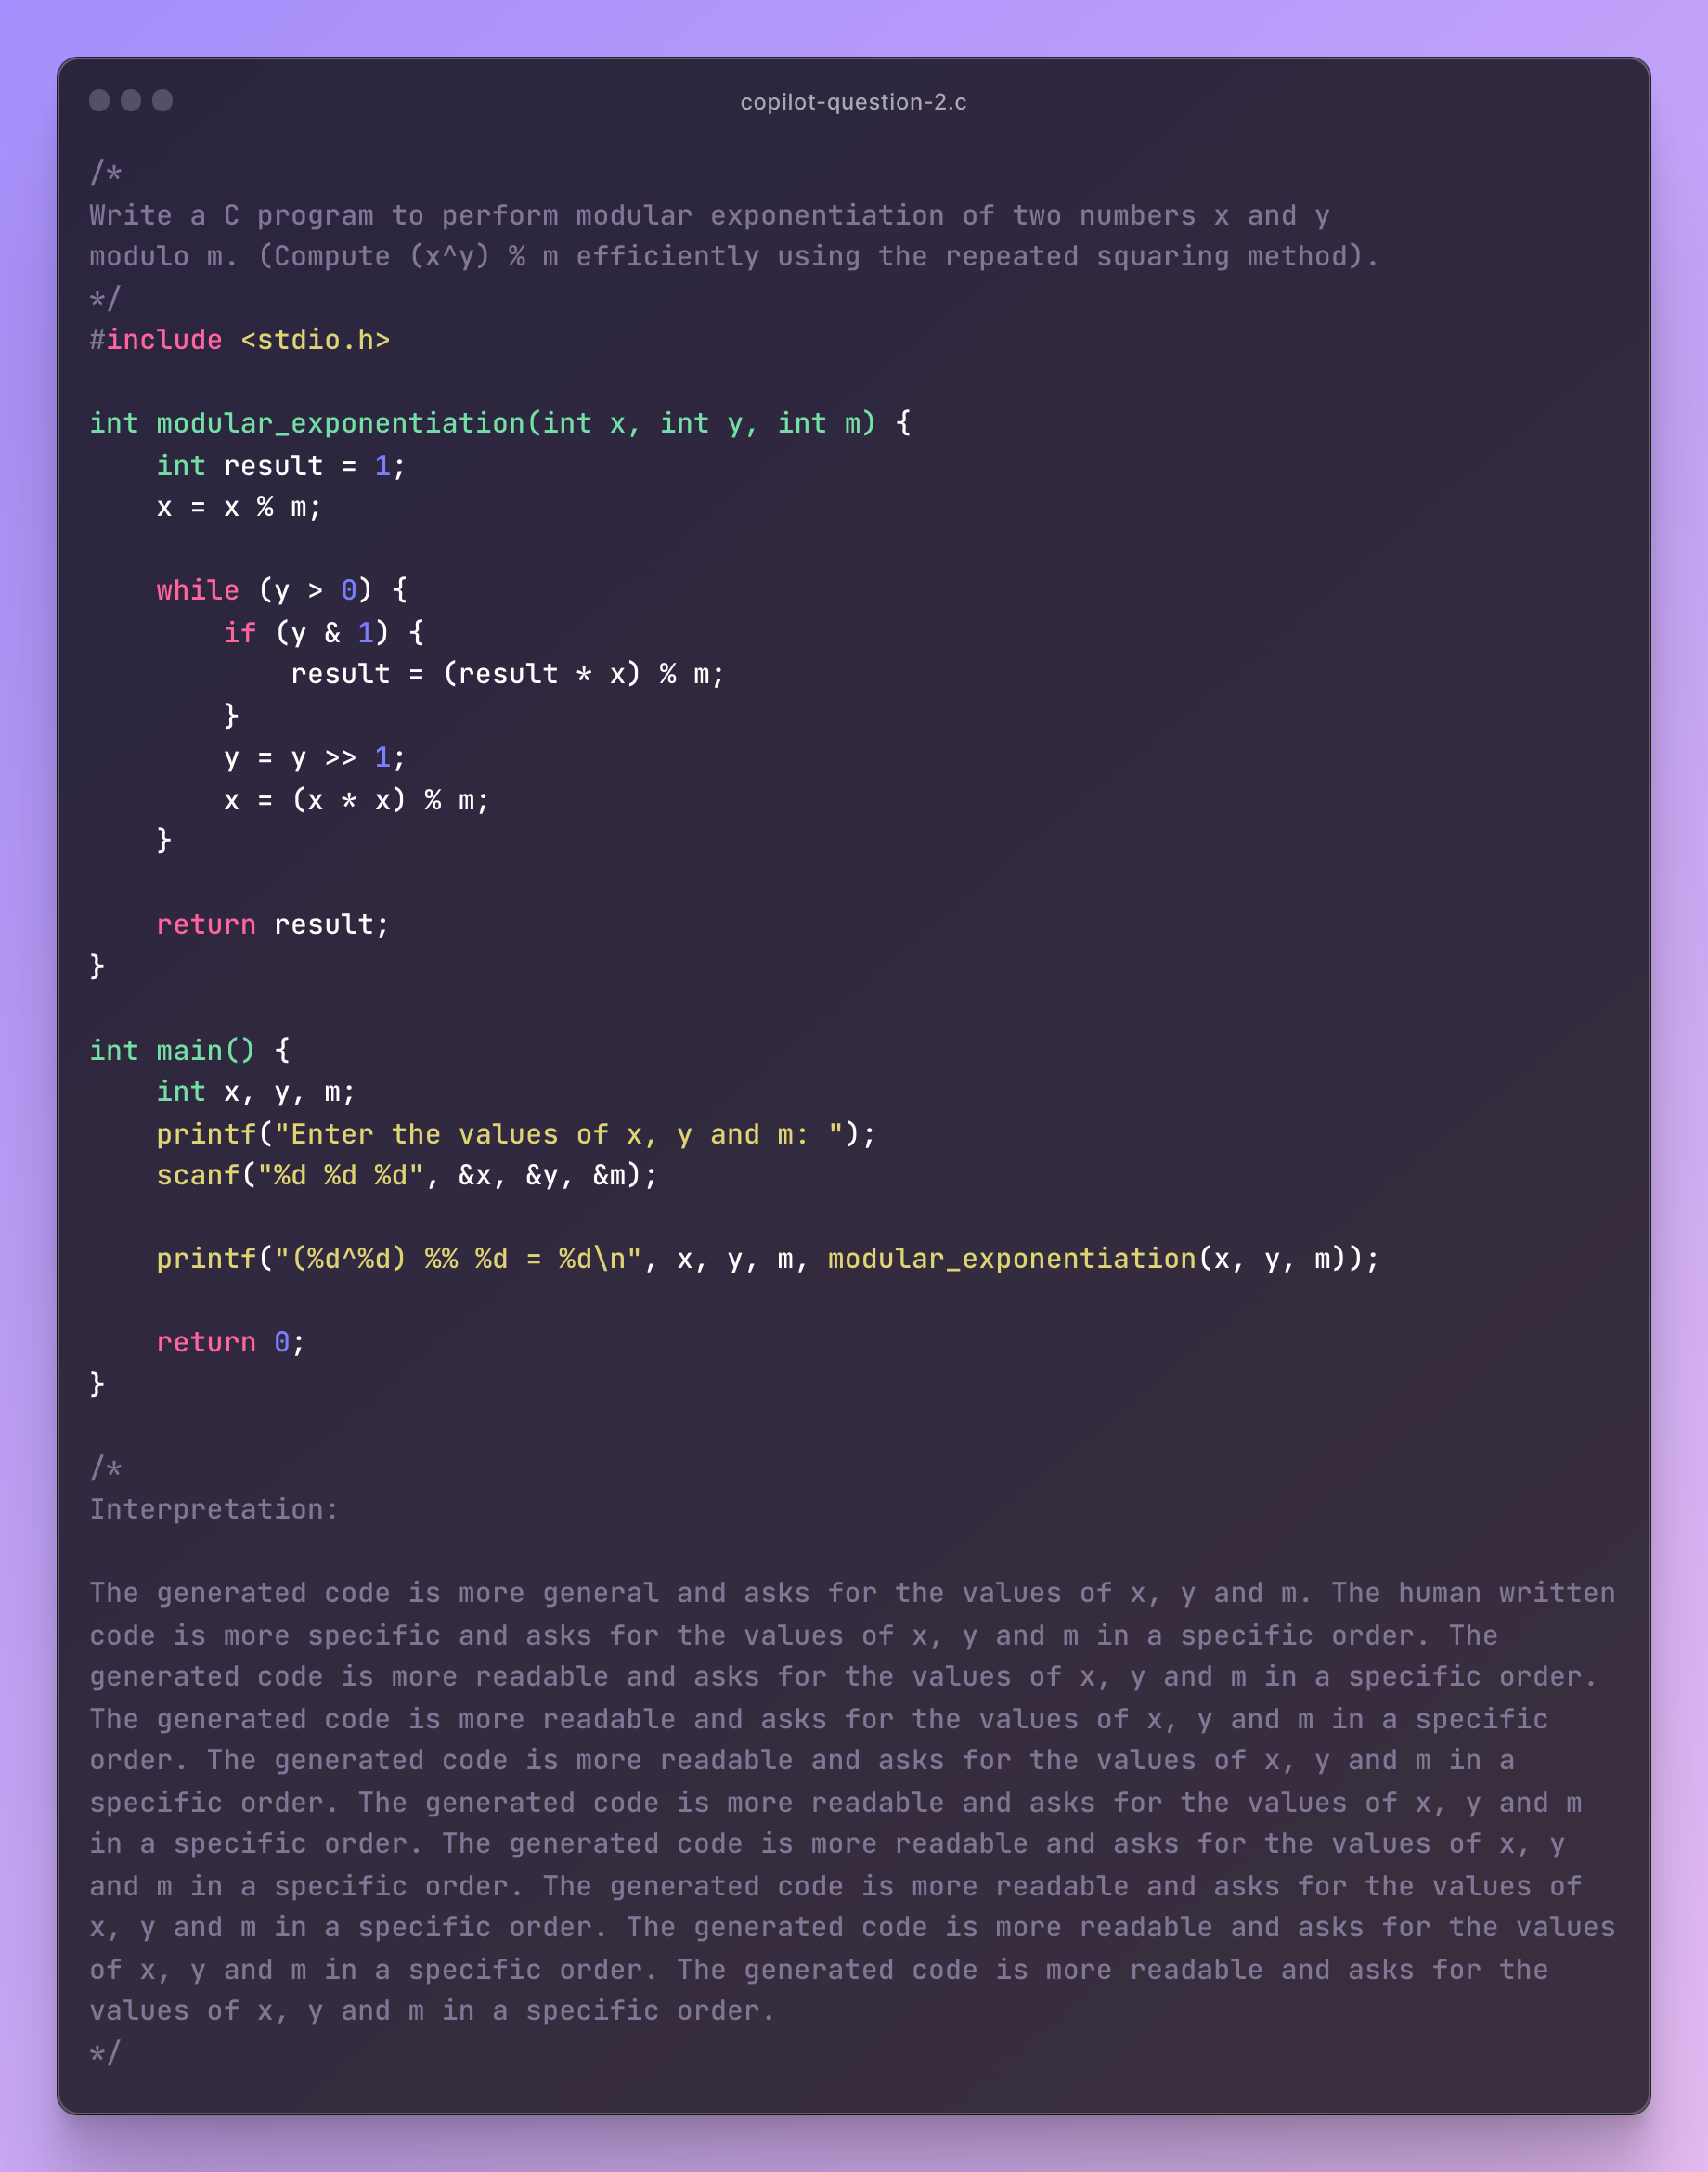 copilot-question-2.c
/*
Write a C program to perform modular exponentiation of two numbers x and y
modulo m. (Compute (x^y) % m efficiently using the repeated squaring method).
*/
#include <stdio.h>

int modular_exponentiation(int x, int y, int m) {
    int result = 1;
    x = x % m;

    while (y > 0) {
        if (y & 1) {
            result = (result * x) % m;
        }
        y = y >> 1;
        x = (x * x) % m;
    }

    return result;
}

int main() {
    int x, y, m;
    printf("Enter the values of x, y and m: ");
    scanf("%d %d %d", &x, &y, &m);

    printf("(%d^%d) %% %d = %d\n", x, y, m, modular_exponentiation(x, y, m));

    return 0;
}

/*
Interpretation:

The generated code is more general and asks for the values of x, y and m. The human written
code is more specific and asks for the values of x, y and m in a specific order. The
generated code is more readable and asks for the values of x, y and m in a specific order.
The generated code is more readable and asks for the values of x, y and m in a specific
order. The generated code is more readable and asks for the values of x, y and m in a
specific order. The generated code is more readable and asks for the values of x, y and m
in a specific order. The generated code is more readable and asks for the values of x, y
and m in a specific order. The generated code is more readable and asks for the values of
x, y and m in a specific order. The generated code is more readable and asks for the values
of x, y and m in a specific order. The generated code is more readable and asks for the
values of x, y and m in a specific order.
*/